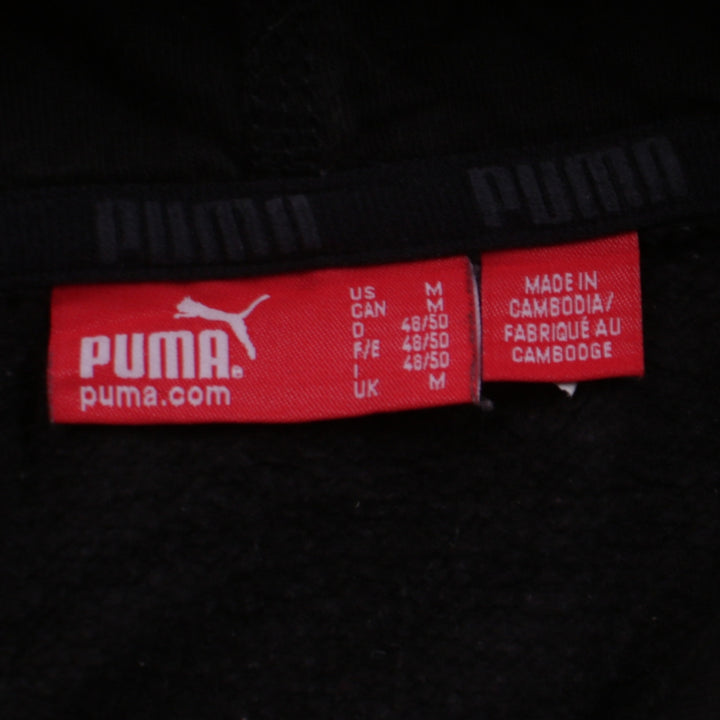 PUMA PUMA
PUMA®
puma.com
US M
CAN M
D 48/50
F/E 48/50
I 48/50
UK M
MADE IN
CAMBODIA/
FABRIQUÉ AU
CAMBODGE